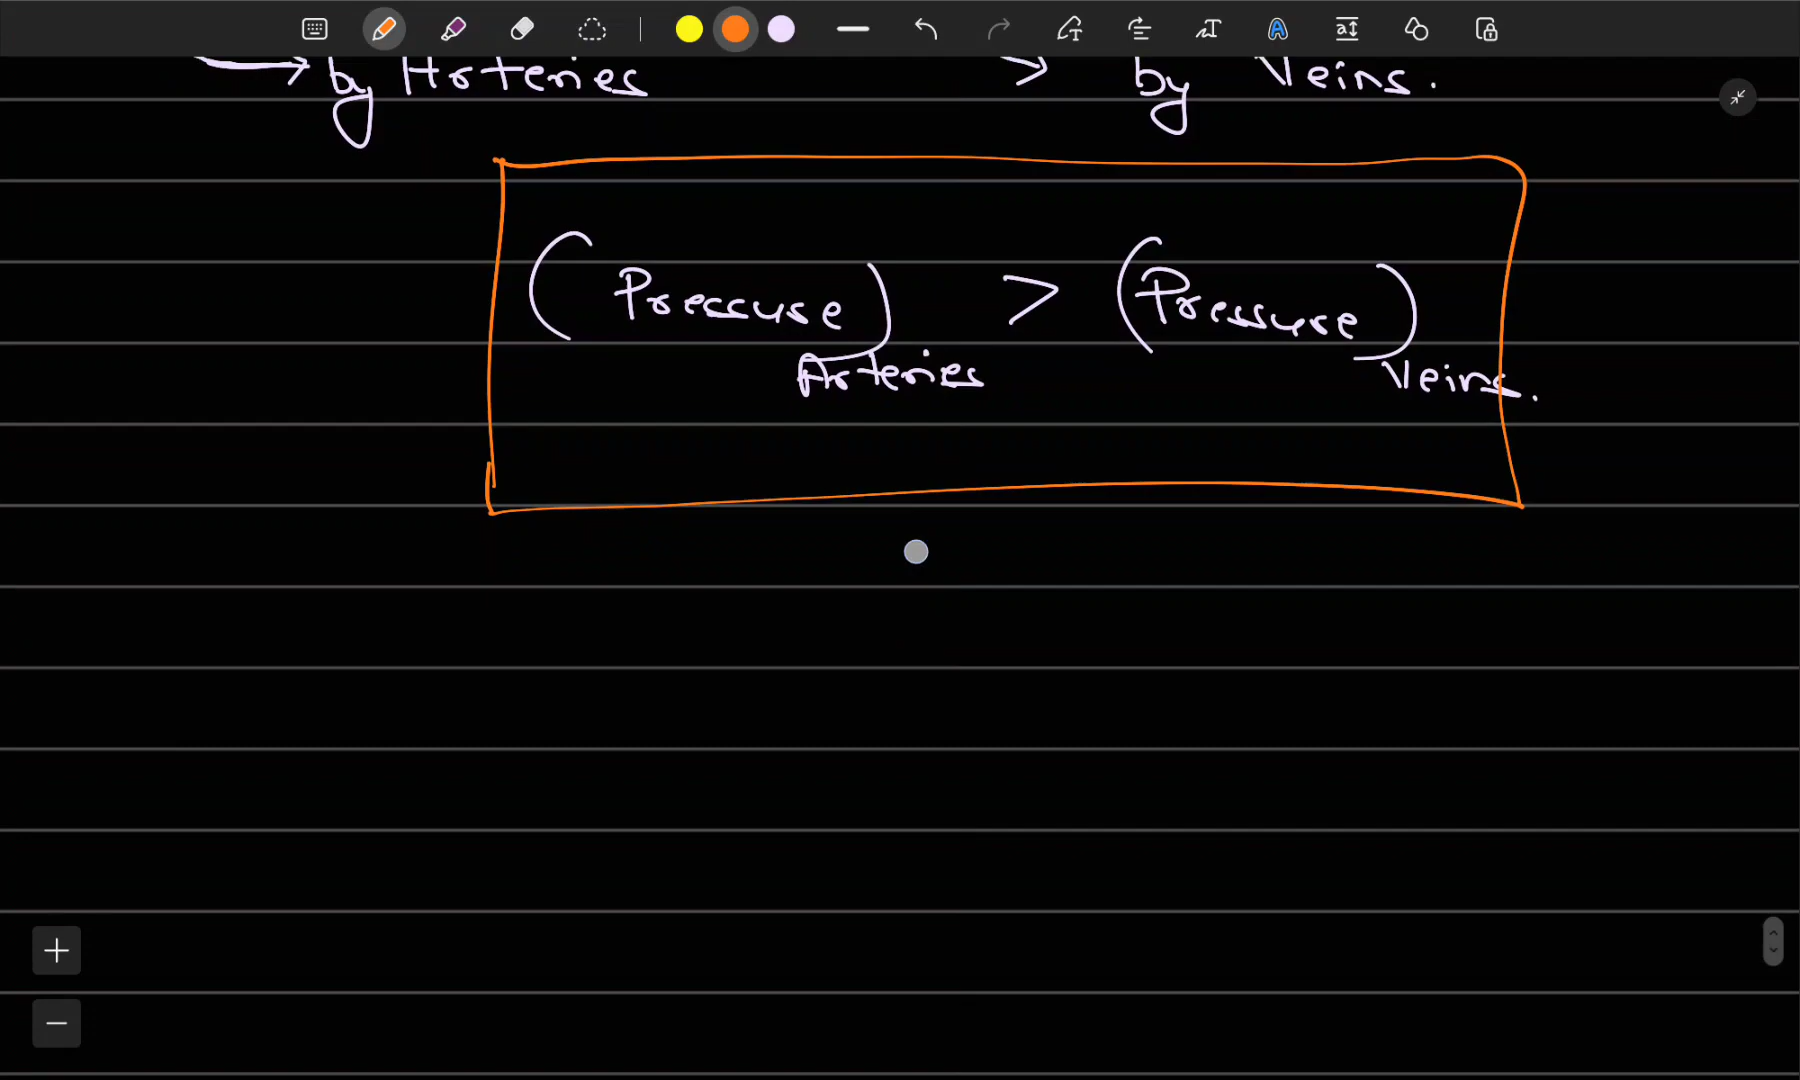 → by Arteries > by Veins.
(Pressure) Arteries > (Pressure) Veins.